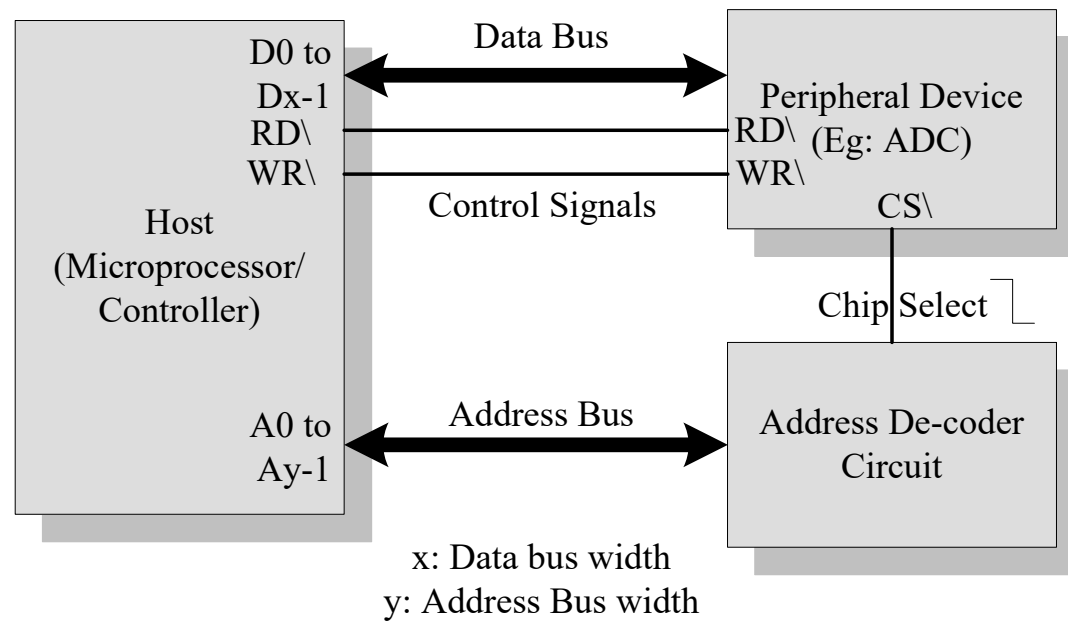 Data Bus
D0 to
Dx-1
RD\
WR\
Host
(Microprocessor/
Controller)
A0 to
Ay-1
Control Signals
Peripheral Device
(Eg: ADC)
RD\
WR\
CS\
Chip Select
Address Bus
Address De-coder
Circuit
x: Data bus width
y: Address Bus width